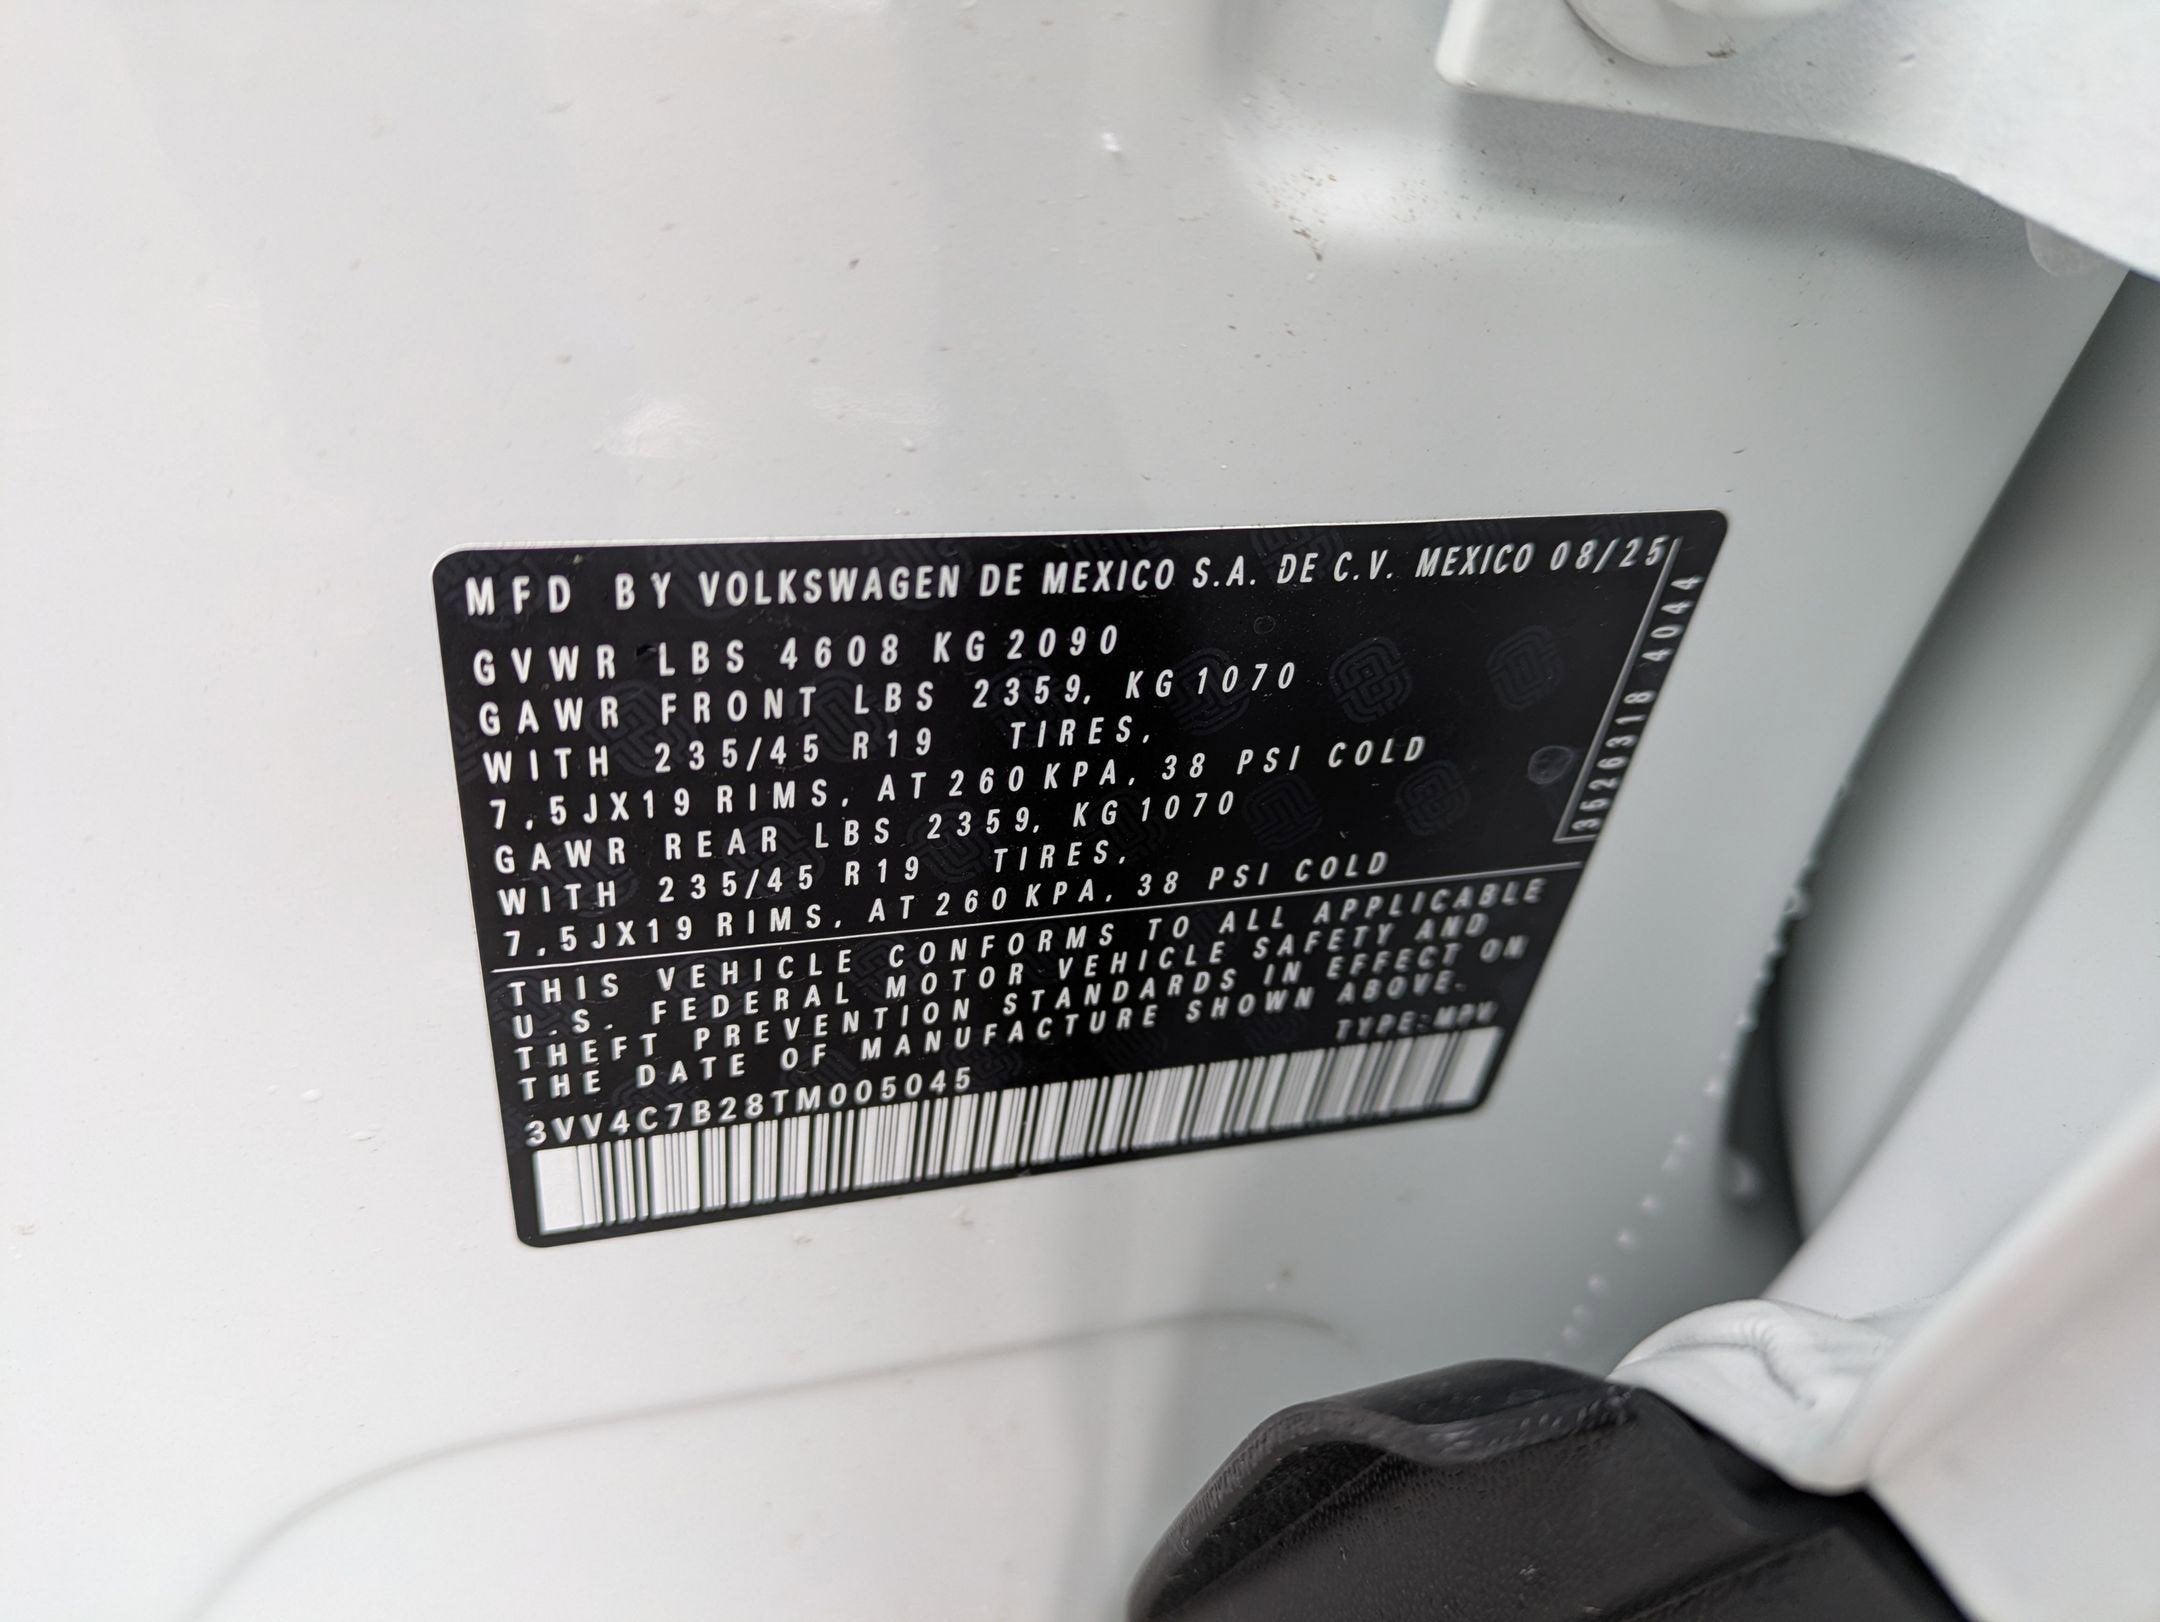 MFD BY VOLKSWAGEN DE MEXICO S.A. DE C.V. MEXICO 08/25
GVWR LBS 4608 KG 2090
GAWR FRONT LBS 2359, KG 1070
WITH 235/45 R19 TIRES,
7,5JX19 RIMS, AT 260 KPA, 38 PSI COLD
GAWR REAR LBS 2359, KG 1070
WITH 235/45 R19 TIRES,
7,5JX19 RIMS, AT 260 KPA, 38 PSI COLD
THIS VEHICLE CONFORMS TO ALL APPLICABLE
U.S. FEDERAL MOTOR VEHICLE SAFETY AND
THEFT PREVENTION STANDARDS IN EFFECT ON
THE DATE OF MANUFACTURE SHOWN ABOVE.
TYPE:MPV
3VV4C7B28TM005045
3526318 4044